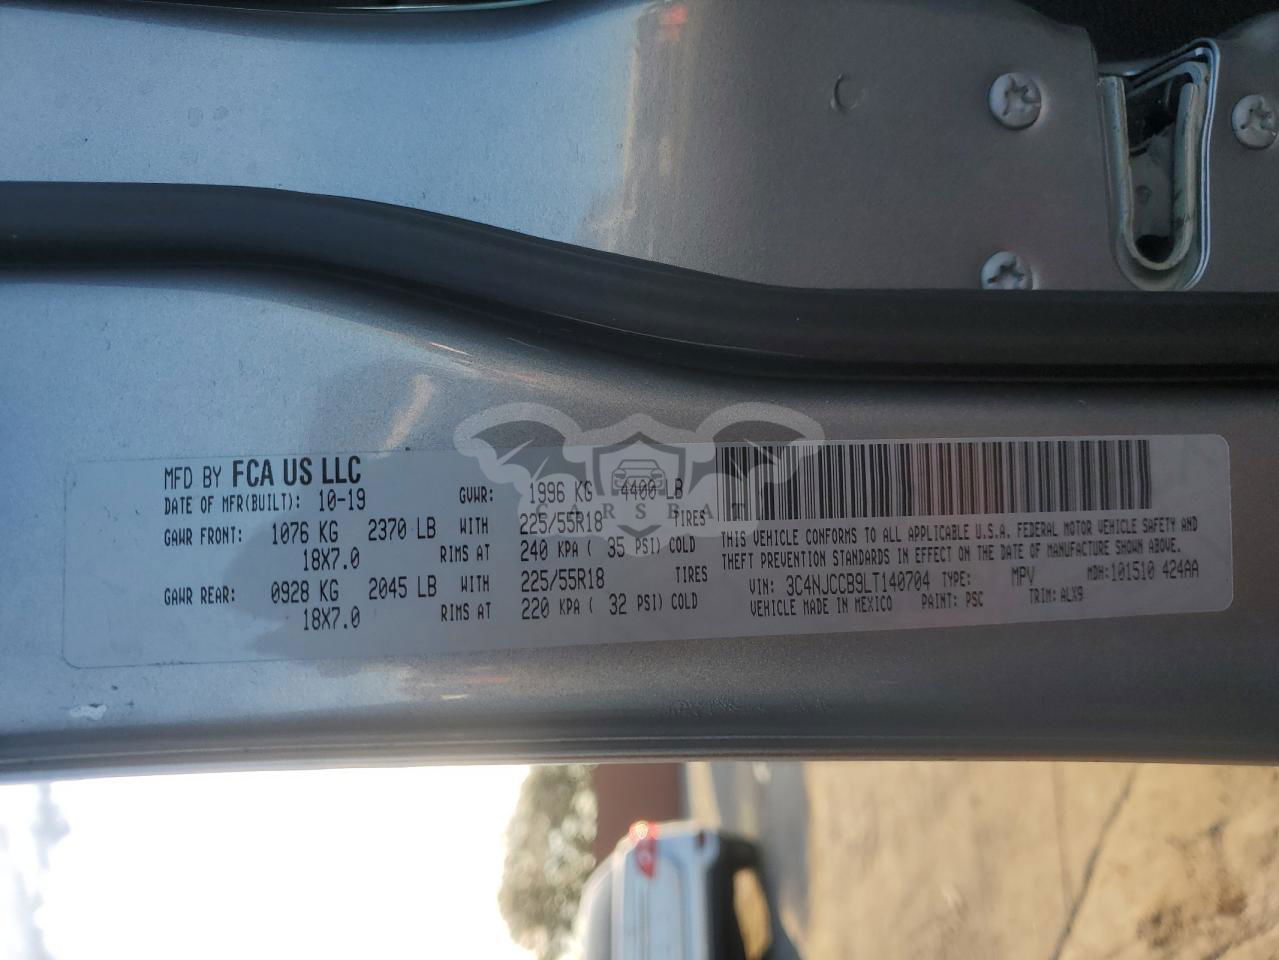 MFD BY FCA US LLC
DATE OF MFR(BUILT): 10-19 GVWR: 1996 KG 4400 LB
GAWR FRONT: 1076 KG 2370 LB WITH 225/55R18 TIRES
18X7.0 RIMS AT 240 KPA ( 35 PSI) COLD
GAWR REAR: 0928 KG 2045 LB WITH 225/55R18 TIRES
18X7.0 RIMS AT 220 KPA ( 32 PSI) COLD
CARSBAT
THIS VEHICLE CONFORMS TO ALL APPLICABLE U.S.A. FEDERAL MOTOR VEHICLE SAFETY AND
THEFT PREVENTION STANDARDS IN EFFECT ON THE DATE OF MANUFACTURE SHOWN ABOVE.
VIN: 3C4NJCCB9LT140704 TYPE: MPV MDH:101510 424AA
VEHICLE MADE IN MEXICO PAINT: PSC TRIM: ALX9